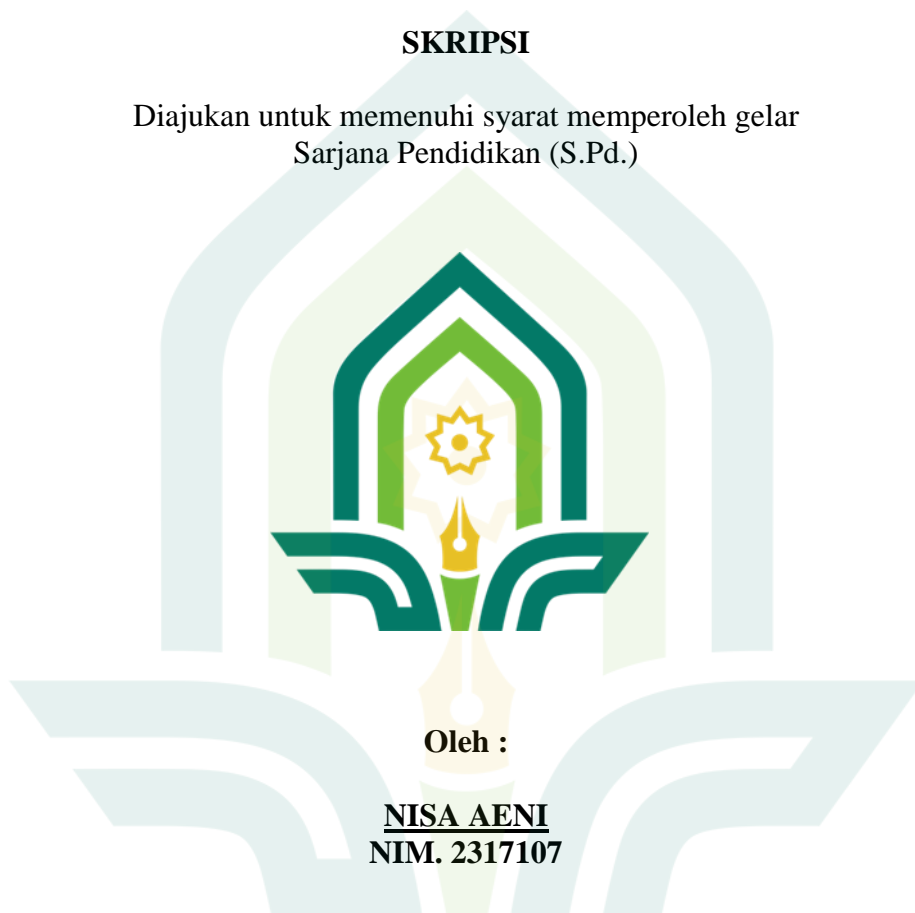 SKRIPSI
Diajukan untuk memenuhi syarat memperoleh gelar
Sarjana Pendidikan (S.Pd.)
Oleh :
NISA AENI
NIM. 2317107